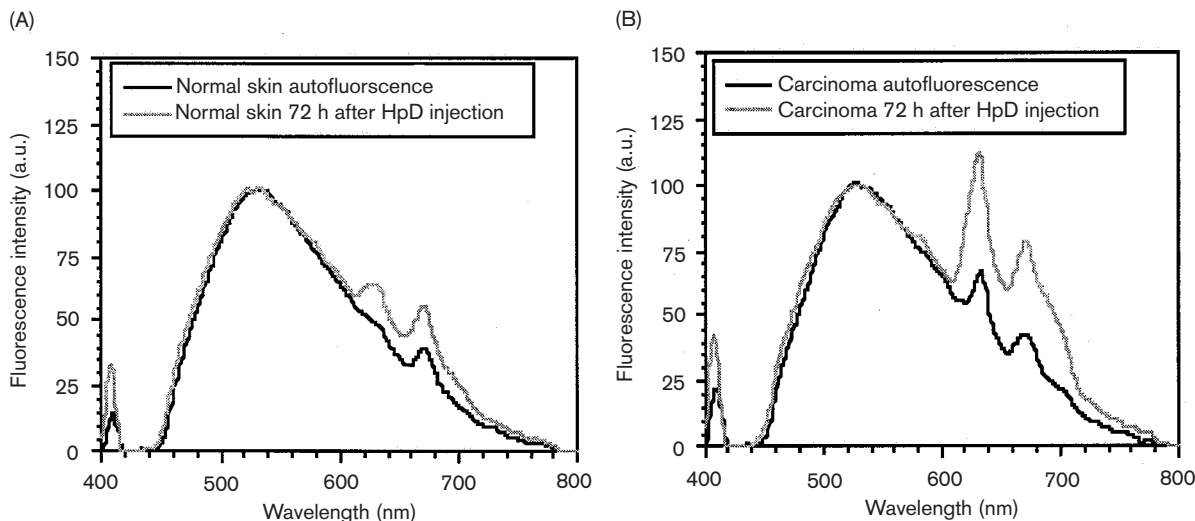 (A)
150
125
100
75
50
25
0
400
500
600
700
800
Fluorescence intensity (a.u.)
Wavelength (nm)
Normal skin autofluorscence
Normal skin 72 h after HpD injection
(B)
150
125
100
75
50
25
0
400
500
600
700
800
Fluorescence intensity (a.u.)
Wavelength (nm)
Carcinoma autofluorescence
Carcinoma 72 h after HpD injection